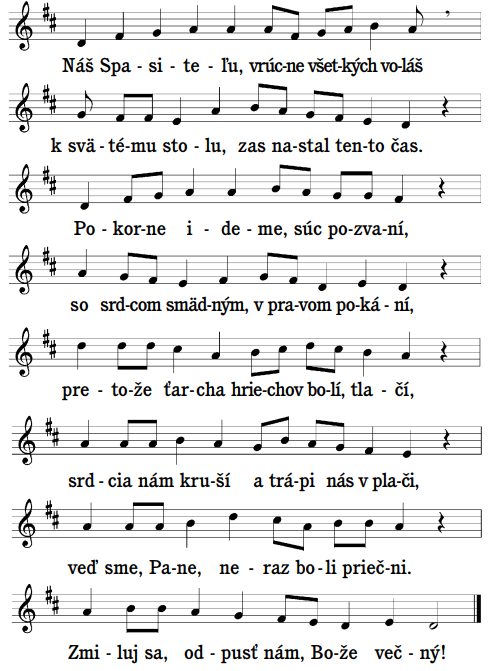 Náš Spa - si - te - ľu, vrúc-ne všet-kých vo-láš
k svä - té-mu sto - lu, zas na-stal ten-to čas.
Po - kor-ne i - de - me, súc po-zva-ní,
so srd-com smäd-ným, v pra-vom po-ká - ní,
pre - to-že ťar-cha hrie-chov bo-lí, tla - čí,
srd-cia nám kru-ší a trá-pi nás v pla-či,
veď sme, Pa-ne, ne - raz bo-li prieč-ni.
Zmi - luj sa, od - pusť nám, Bo-že več - ný!